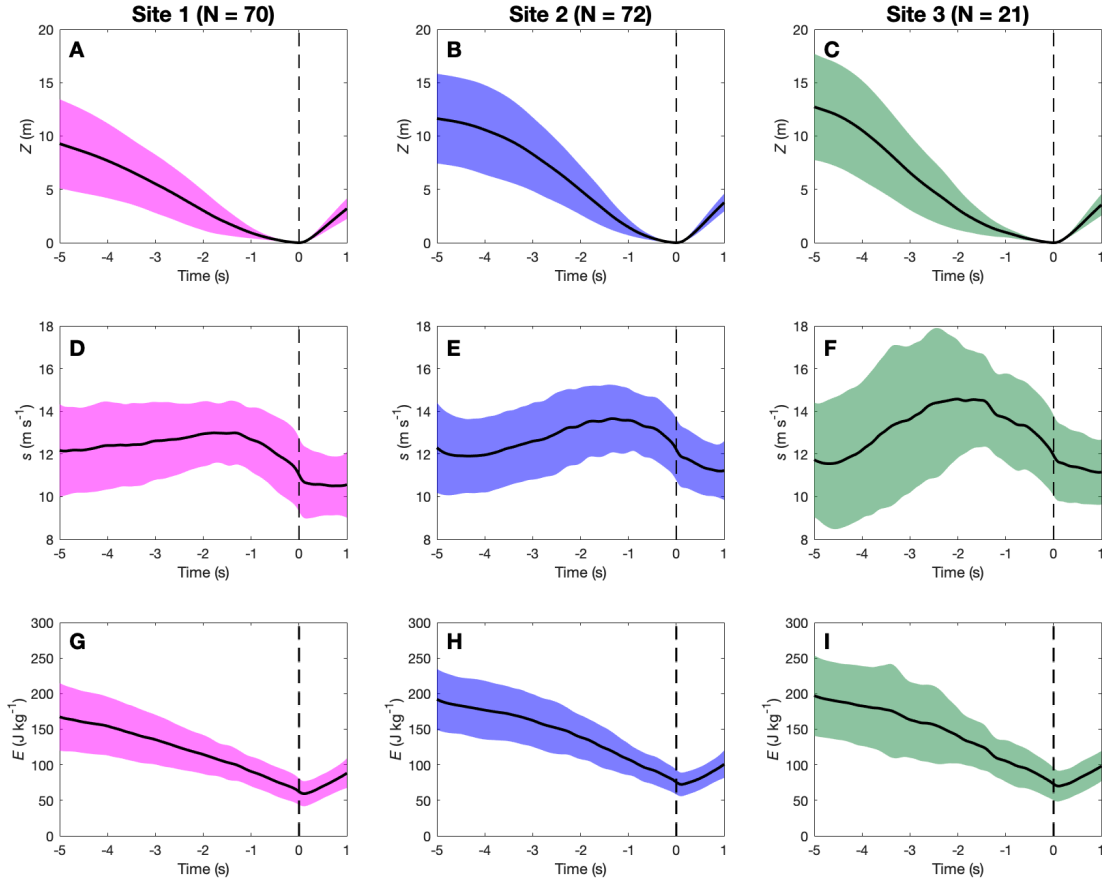 Site 1 (N = 70) Site 2 (N = 72) Site 3 (N = 21)
A
20
15
10
5
0
Z (m)
-5 -4 -3 -2 -1 0 1
Time (s)
B
20
15
10
5
0
Z (m)
-5 -4 -3 -2 -1 0 1
Time (s)
C
20
15
10
5
0
Z (m)
-5 -4 -3 -2 -1 0 1
Time (s)
D
18
16
14
12
10
8
s (m s⁻¹)
-5 -4 -3 -2 -1 0 1
Time (s)
E
18
16
14
12
10
8
s (m s⁻¹)
-5 -4 -3 -2 -1 0 1
Time (s)
F
18
16
14
12
10
8
s (m s⁻¹)
-5 -4 -3 -2 -1 0 1
Time (s)
G
300
250
200
150
100
50
0
E (J kg⁻¹)
-5 -4 -3 -2 -1 0 1
Time (s)
H
300
250
200
150
100
50
0
E (J kg⁻¹)
-5 -4 -3 -2 -1 0 1
Time (s)
I
300
250
200
150
100
50
0
E (J kg⁻¹)
-5 -4 -3 -2 -1 0 1
Time (s)